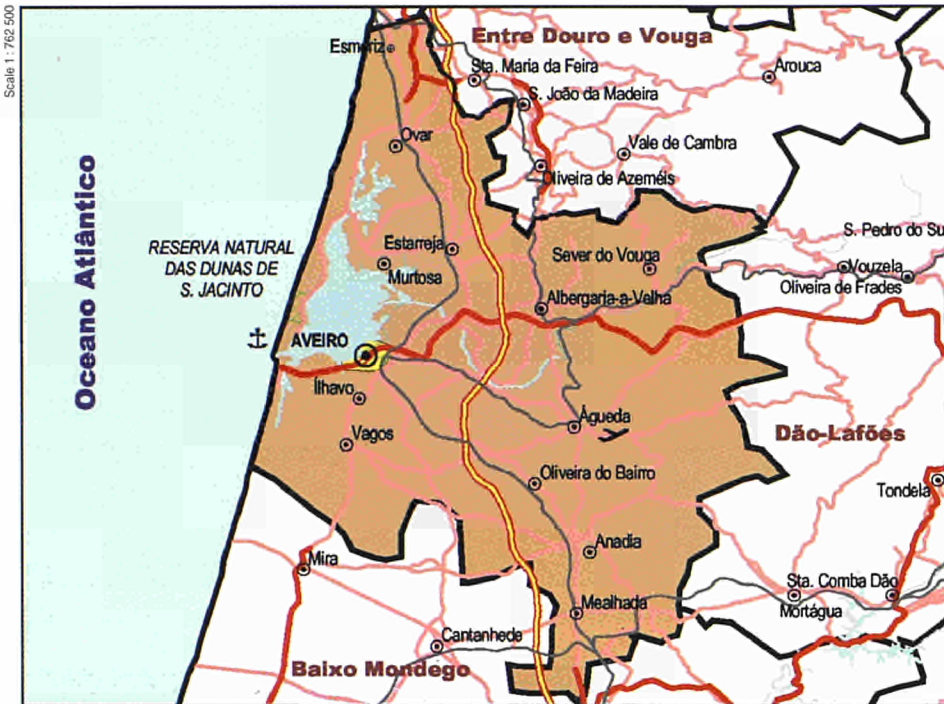 Scale 1 : 762 500
Entre Douro e Vouga
Esmoriz
Sta. Maria da Feira
Arouca
S. João da Madeira
Ovar
Vale de Cambra
Oliveira de Azeméis
Oceano Atlântico
RESERVA NATURAL
DAS DUNAS DE
S. JACINTO
Estarreja
Murtosa
Sever do Vouga
S. Pedro do Su
Vouzela
Oliveira de Frades
Albergaria-a-Velha
AVEIRO
Ílhavo
Vagos
Águeda
Dão-Lafões
Oliveira do Bairro
Tondela
Anadia
Mira
Sta. Comba Dão
Mortágua
Mealhada
Cantanhede
Baixo Mondego